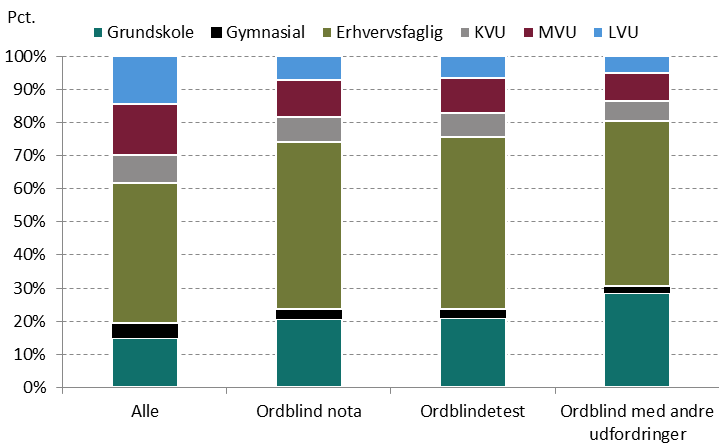 Pct.
Grundskole Gymnasial Erhvervsfaglig KVU MVU LVU
100%
90%
80%
70%
60%
50%
40%
30%
20%
10%
0%
Alle Ordblind nota Ordblindetest Ordblind med andre
udfordringer